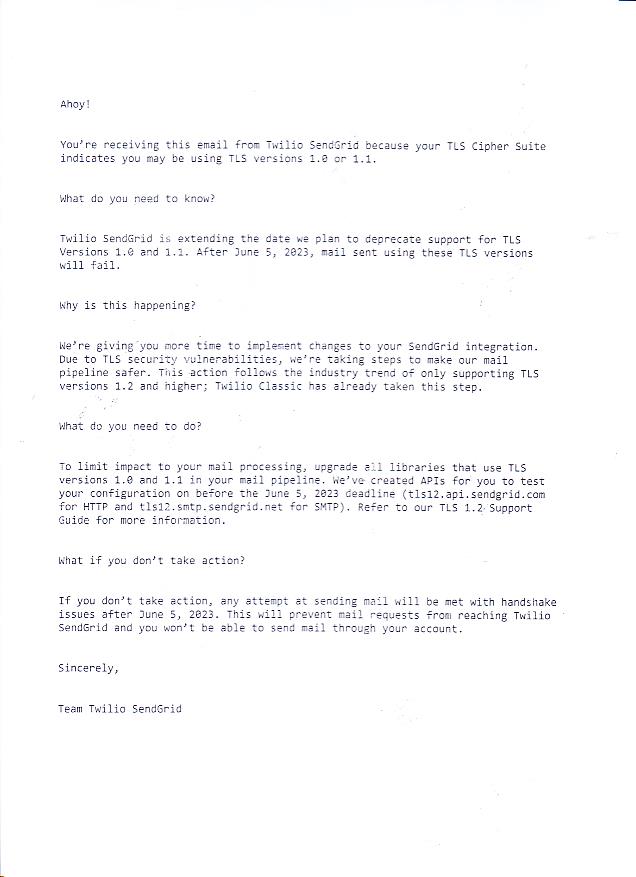 Ahoy!
You're receiving this email from Twilio SendGrid because your TLS Cipher Suite
indicates you may be using TLS versions 1.0 or 1.1.
What do you need to know?
Twilio SendGrid is extending the date we plan to deprecate support for TLS
Versions 1.0 and 1.1. After June 5, 2023, mail sent using these TLS versions
will fail.
Why is this happening?
We're giving you more time to implement changes to your SendGrid integration.
Due to TLS security vulnerabilities, we're taking steps to make our mail
pipeline safer. This action follows the industry trend of only supporting TLS
versions 1.2 and higher; Twilio Classic has already taken this step.
What do you need to do?
To limit impact to your mail processing, upgrade all libraries that use TLS
versions 1.0 and 1.1 in your mail pipeline. We've created APIs for you to test
your configuration on before the June 5, 2023 deadline (tls12.api.sendgrid.com
for HTTP and tls12.smtp.sendgrid.net for SMTP). Refer to our TLS 1.2 Support
Guide for more information.
What if you don't take action?
If you don't take action, any attempt at sending mail will be met with handshake
issues after June 5, 2023. This will prevent mail requests from reaching Twilio
SendGrid and you won't be able to send mail through your account.
Sincerely,
Team Twilio SendGrid